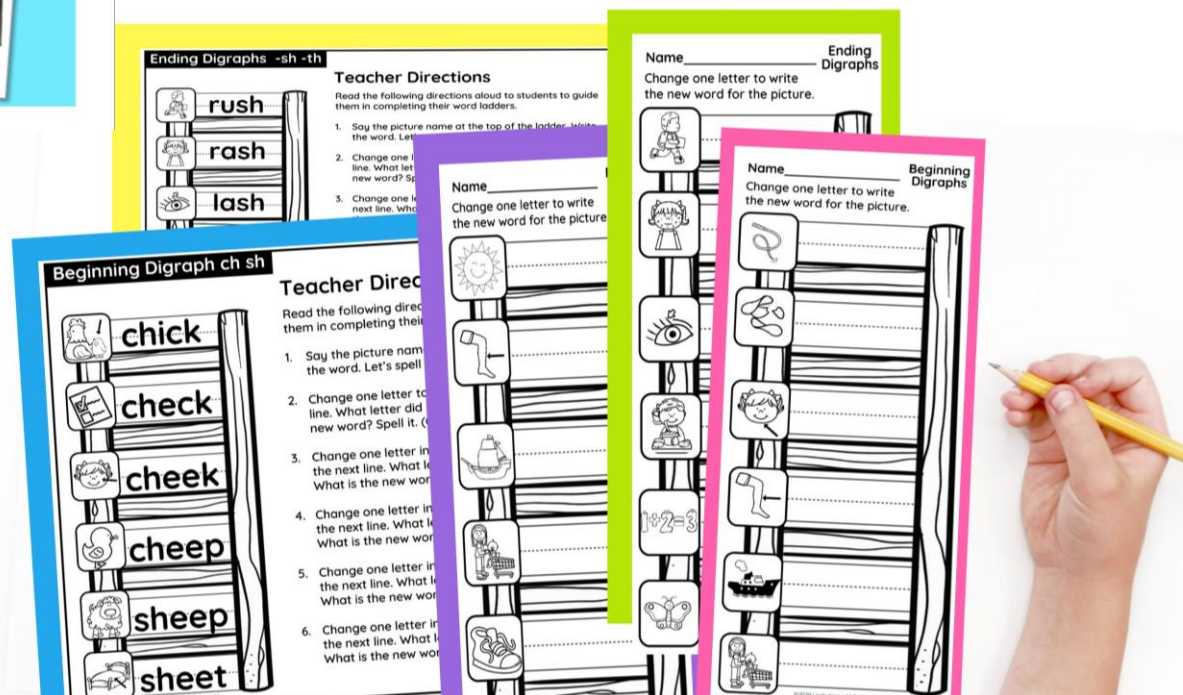 Ending Digraphs -sh -th
rush
rash
lash
Teacher Directions
Read the following directions aloud to students to guide
them in completing their word ladders.
1. Say the picture name at the top of the ladder. Write
the word. Let
2. Change one
line. What let
new word? Sp
3. Change one le
next line. Wha
Beginning Digraph ch sh
chick
check
cheek
cheep
sheep
sheet
Teacher Direc
Read the following direc
them in completing their
1. Say the picture nam
the word. Let's spell
2. Change one letter to
line. What letter did
new word? Spell it. (
3. Change one letter in
the next line. What le
What is the new wor
4. Change one letter in
the next line. What l
What is the new wor
5. Change one letter in
the next line. What l
What is the new wor
6. Change one letter in
the next line. What l
What is the new wor
Name
Change one letter to write
the new word for the picture
Name
Ending
Digraphs
Change one letter to write
the new word for the picture.
1+2=3
Name
Beginning
Digraphs
Change one letter to write
the new word for the picture.